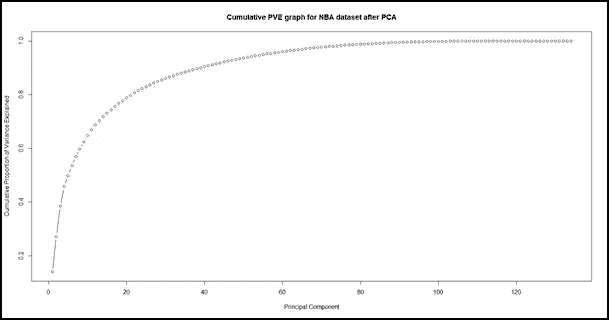 Cumulative PVE graph for NBA dataset after PCA
Cumulative Proportion of Variance Explained
1.0
0.8
0.6
0.4
0.2
0 20 40 60 80 100 120
Principal Component